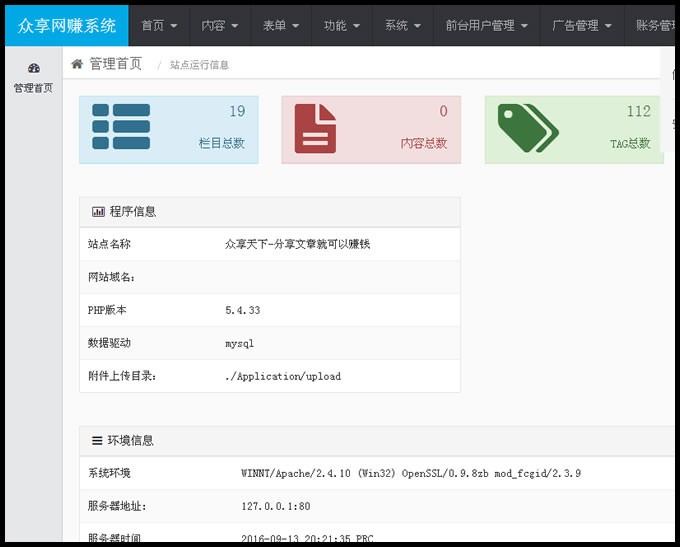 众享网赚系统 首页 内容 表单 功能 系统 前台用户管理 广告管理 账务管
管理首页 / 站点运行信息
管理首页
19 0 112
栏目总数 内容总数 TAG总数
程序信息
站点名称 众享天下-分享文章就可以赚钱
网站域名:
PHP版本 5.4.33
数据驱动 mysql
附件上传目录: ./Application/upload
环境信息
系统环境 WINNT/Apache/2.4.10 (Win32) OpenSSL/0.9.8zb mod_fcgid/2.3.9
服务器地址: 127.0.0.1:80
服务器时间 2016-09-13 20:21:35 PRC